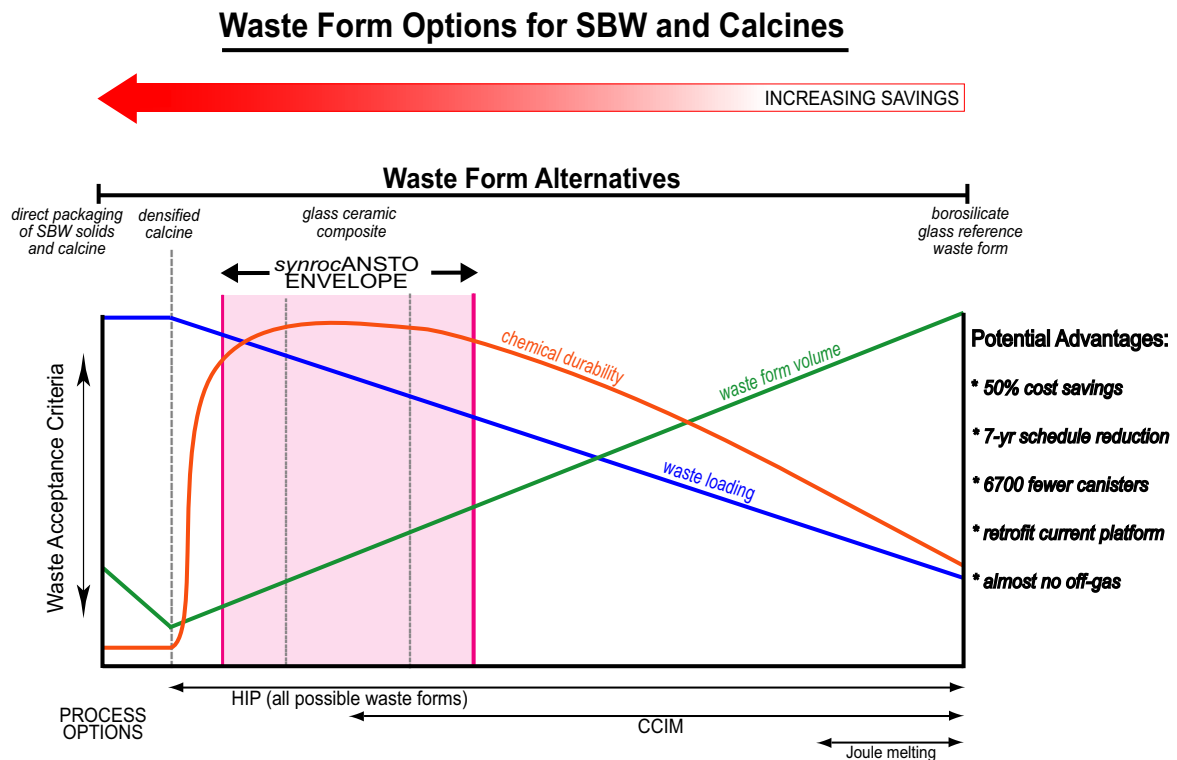 Waste Form Options for SBW and Calcines
INCREASING SAVINGS
Waste Form Alternatives
direct packaging
of SBW solids
and calcine
densified
calcine
glass ceramic
composite
borosilicate
glass reference
waste form
synrocANSTO
ENVELOPE
Waste Acceptance Criteria
chemical durability
waste form volume
waste loading
Potential Advantages:
* 50% cost savings
* 7-yr schedule reduction
* 6700 fewer canisters
* retrofit current platform
* almost no off-gas
PROCESS
OPTIONS
HIP (all possible waste forms)
CCIM
Joule melting